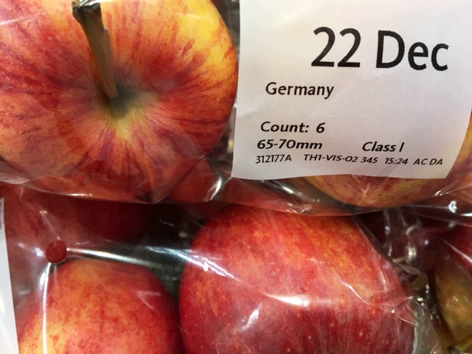 22 Dec
Germany
Count: 6
65-70mm Class I
312177A TH1-VIS-02 345 15:24 AC DA